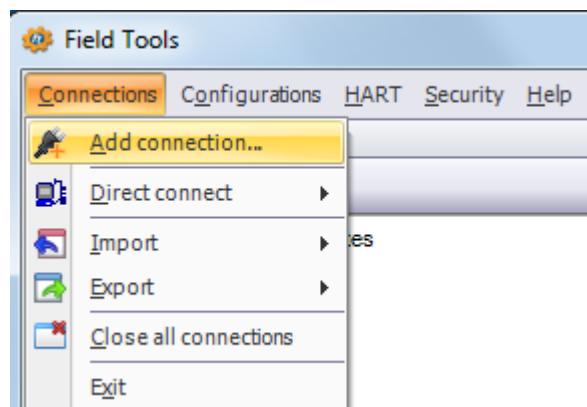 Field Tools
Connections Configurations HART Security Help
Add connection...
Direct connect
Import
Export
Close all connections
Exit